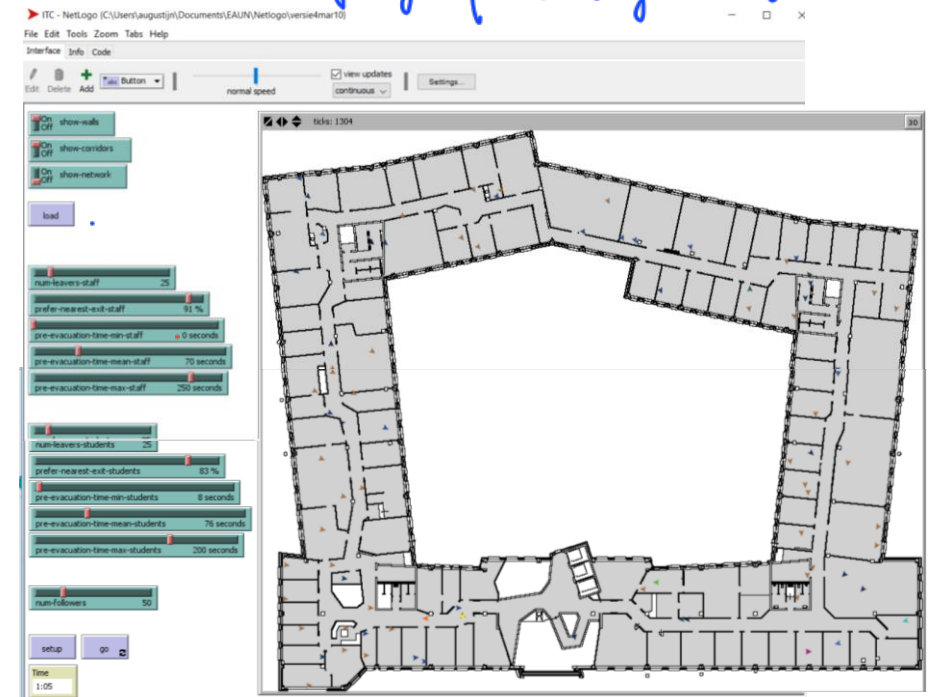 ITC - NetLogo (C:\Users\augustijn\Documents\EAUN\Netlogo\versie4mar10)
File Edit Tools Zoom Tabs Help
Interface Info Code
Edit Delete Add Button normal speed view updates continuous Settings...
ticks: 1304 3D
On Off show-walls
On Off show-corridors
On Off show-network
load
num-leavers-staff 25
prefer-nearest-exit-staff 91 %
pre-evacuation-time-min-staff 0 seconds
pre-evacuation-time-mean-staff 70 seconds
pre-evacuation-time-max-staff 250 seconds
num-leavers-students 25
prefer-nearest-exit-students 83 %
pre-evacuation-time-min-students 8 seconds
pre-evacuation-time-mean-students 76 seconds
pre-evacuation-time-max-students 200 seconds
num-followers 50
setup go
Time
1:05